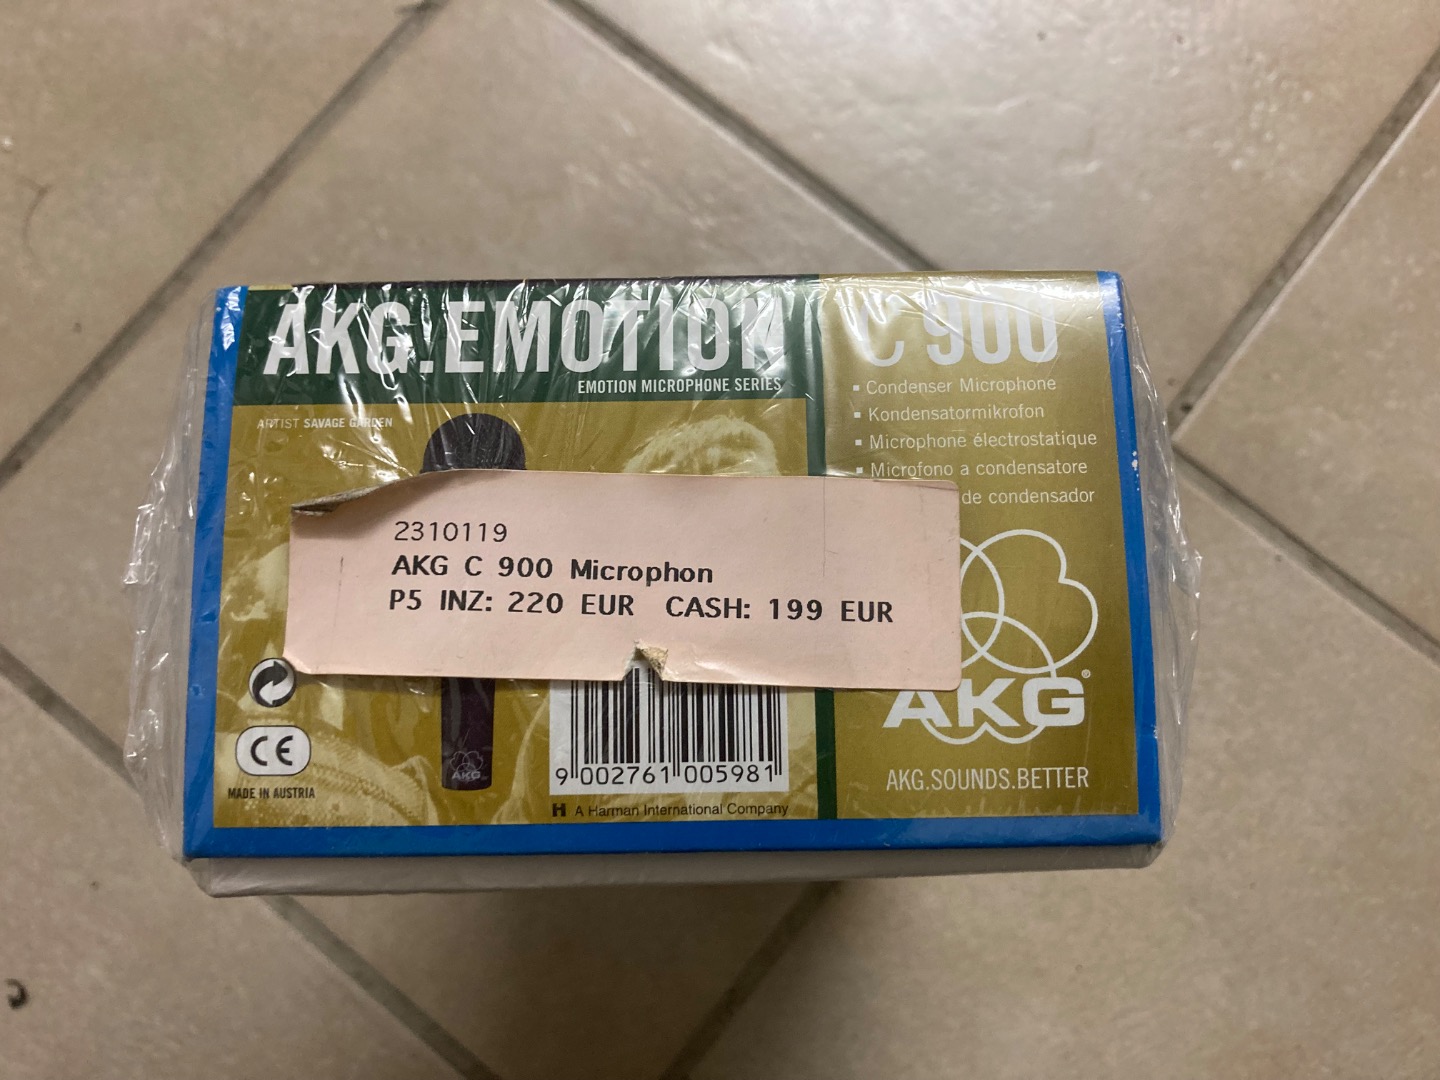 AKG.EMOTION
EMOTION MICROPHONE SERIES
C 900
▪ Condenser Microphone
▪ Kondensatormikrofon
▪ Microphone électrostatique
▪ Microfono a condensatore
de condensador
ARTIST SAVAGE GARDEN
2310119
AKG C 900 Microphon
P5 INZ: 220 EUR CASH: 199 EUR
CE
MADE IN AUSTRIA
AKG
9 002761 005981
H A Harman International Company
AKG®
AKG.SOUNDS.BETTER